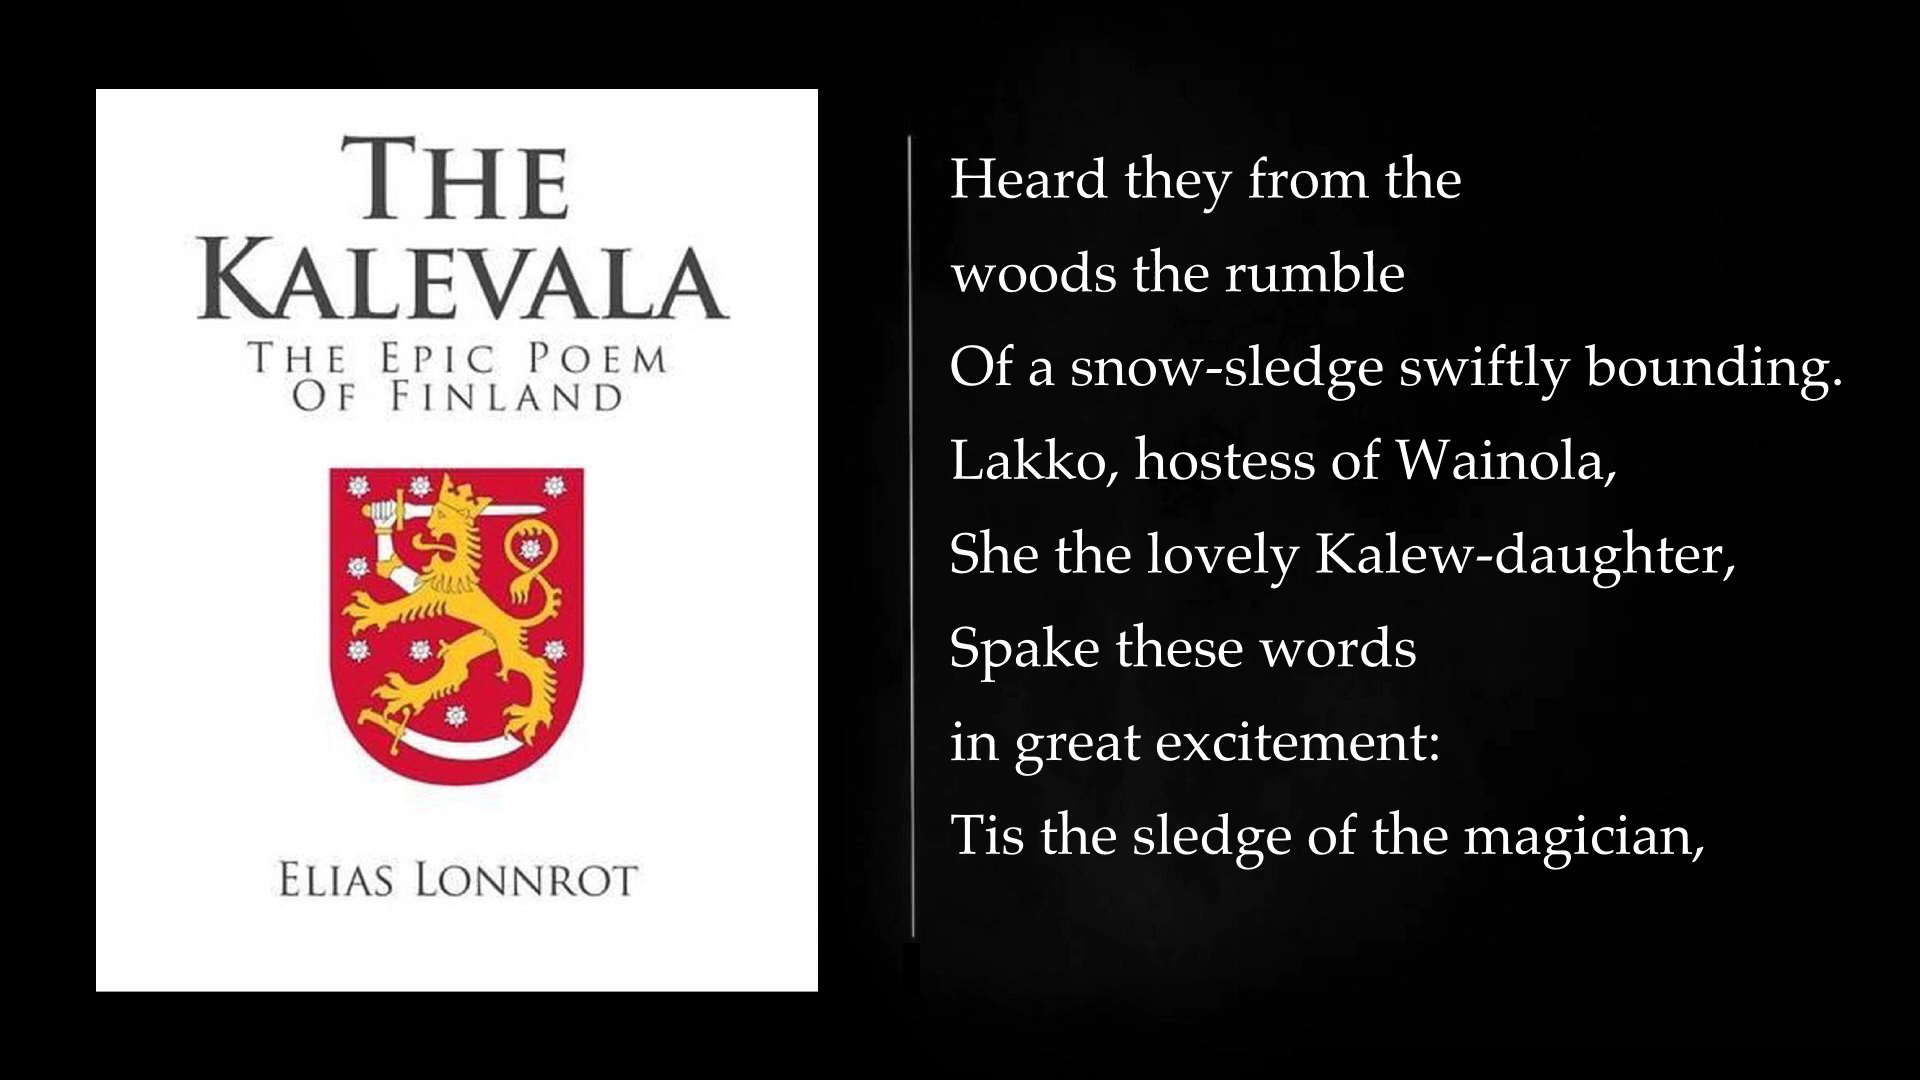 THE
KALEVALA
THE EPIC POEM
OF FINLAND
ELIAS LONNROT
Heard they from the
woods the rumble
Of a snow-sledge swiftly bounding.
Lakko, hostess of Wainola,
She the lovely Kalew-daughter,
Spake these words
in great excitement:
Tis the sledge of the magician,